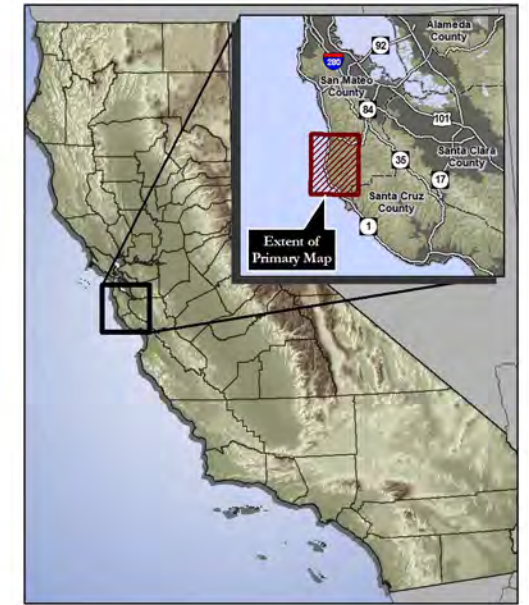 Alameda
County
92
280
San Mateo
County
84
101
Santa Clara
County
35
17
Santa Cruz
County
1
Extent of
Primary Map